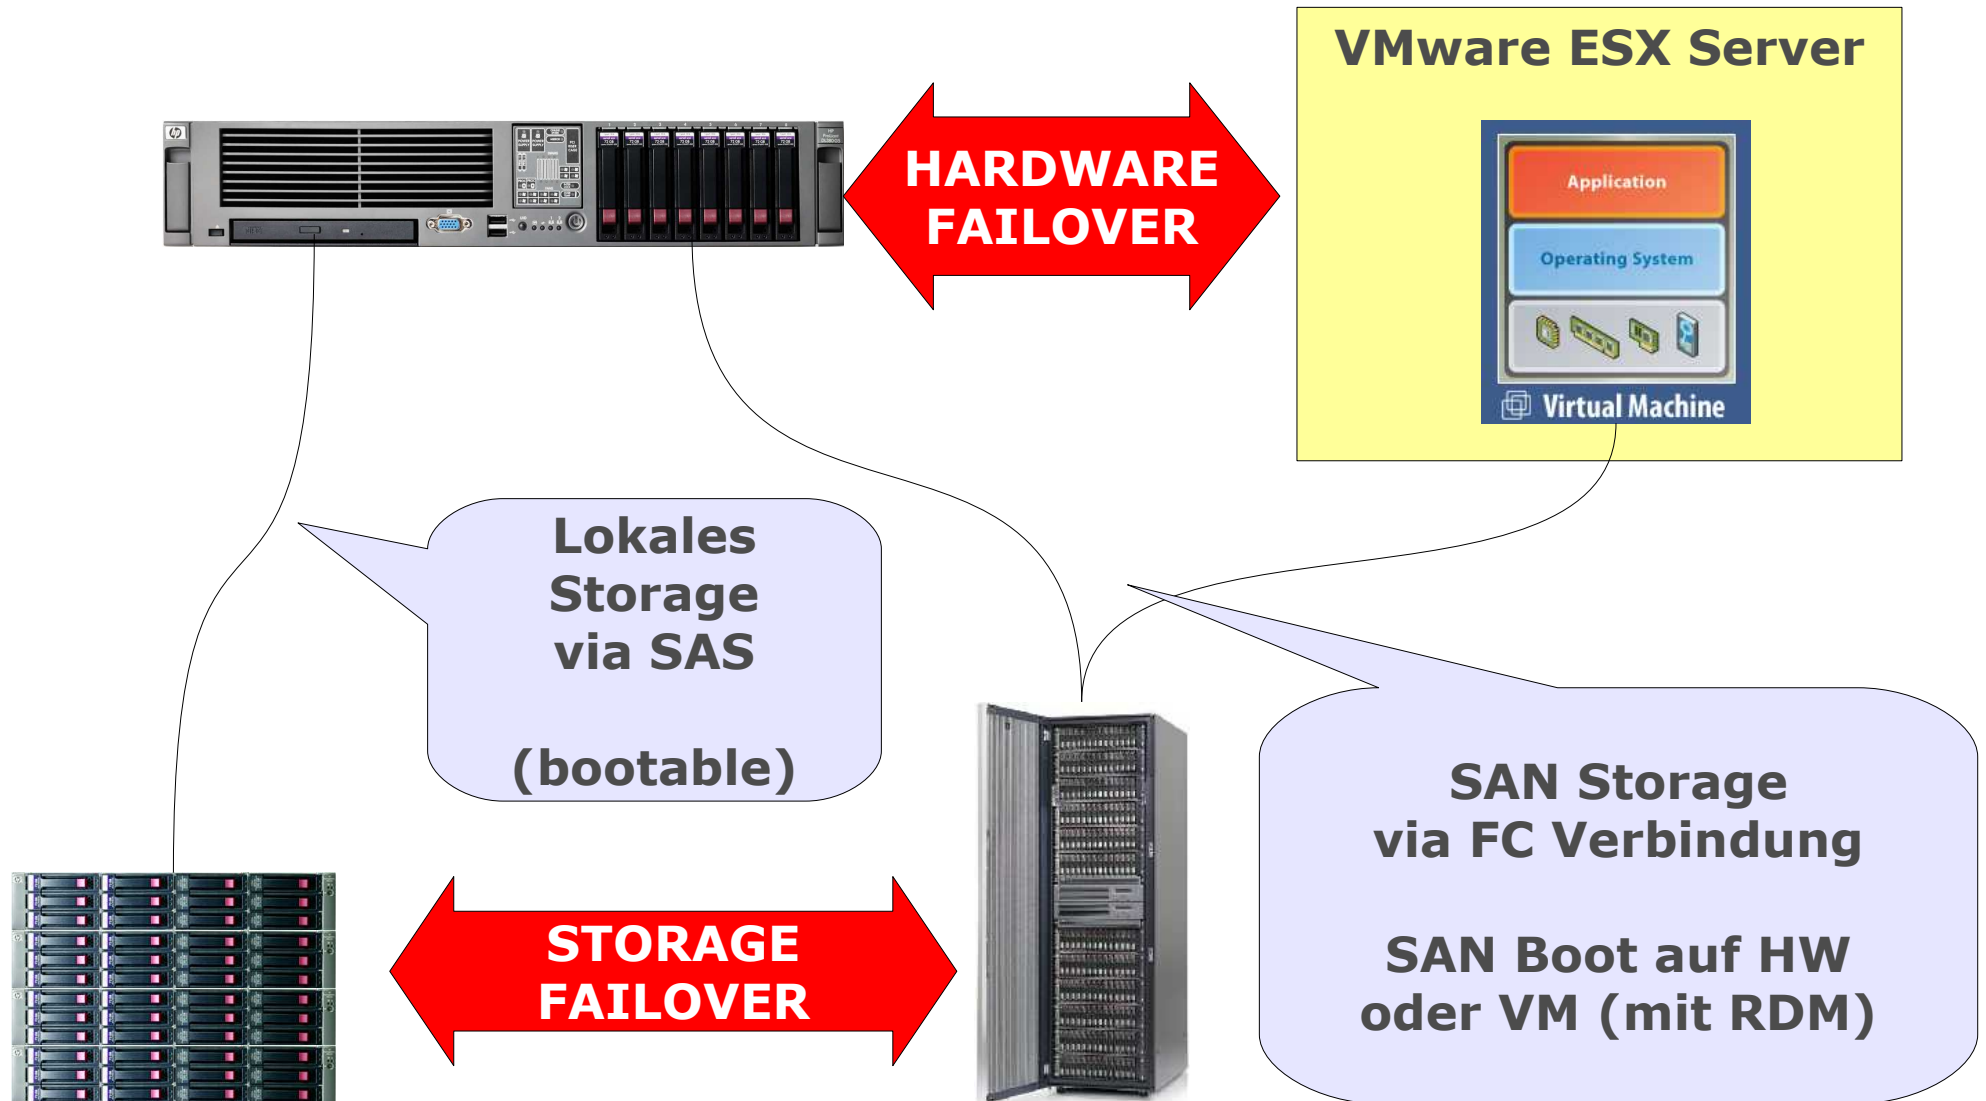 VMware ESX Server
HARDWARE
FAILOVER
Application
Operating System
Virtual Machine
Lokales
Storage
via SAS
(bootable)
SAN Storage
via FC Verbindung
SAN Boot auf HW
oder VM (mit RDM)
STORAGE
FAILOVER